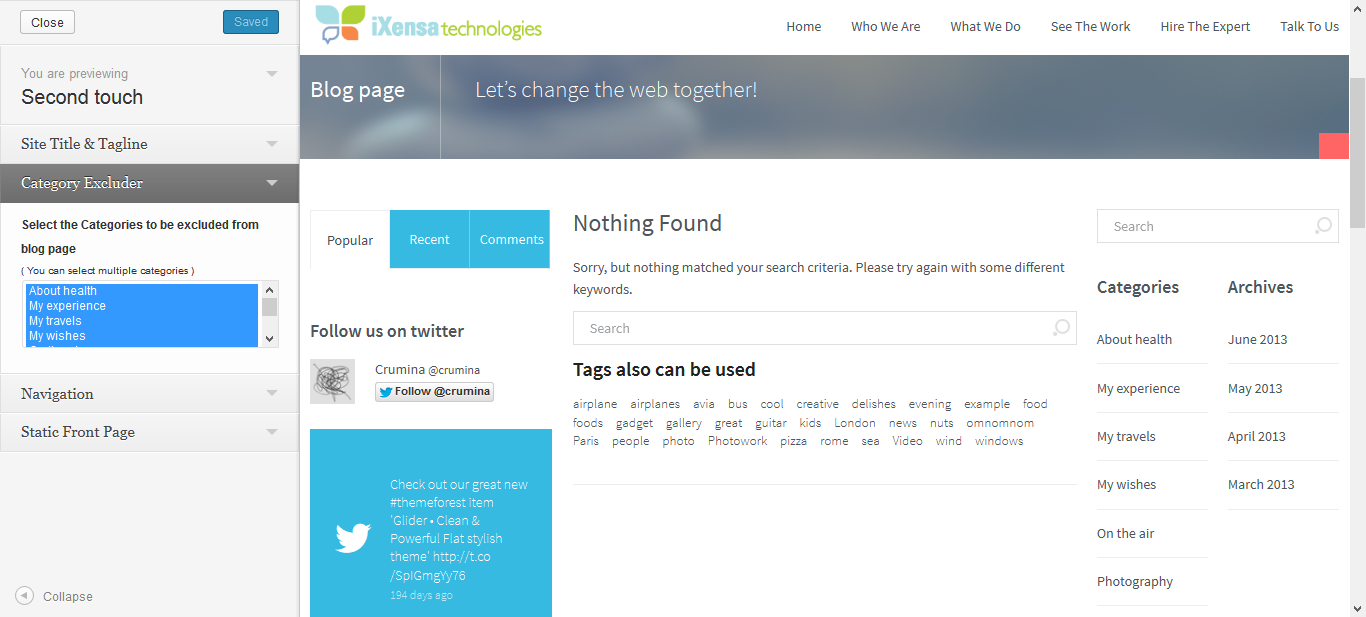 Close
Saved
You are previewing
Second touch
Site Title & Tagline
Category Excluder
Select the Categories to be excluded from
blog page
( You can select multiple categories )
About health
My experience
My travels
My wishes
Navigation
Static Front Page
Collapse
iXensa technologies
Home Who We Are What We Do See The Work Hire The Expert Talk To Us
Blog page
Let’s change the web together!
Popular Recent Comments
Follow us on twitter
Crumina @crumina
Follow @crumina
Check out our great new
#themeforest item
'Glider • Clean &
Powerful Flat stylish
theme' http://t.co
/SpIGmgYy76
194 days ago
Nothing Found
Sorry, but nothing matched your search criteria. Please try again with some different
keywords.
Search
Tags also can be used
airplane airplanes avia bus cool creative delishes evening example food
foods gadget gallery great guitar kids London news nuts omnomnom
Paris people photo Photowork pizza rome sea Video wind windows
Search
Categories
About health
My experience
My travels
My wishes
On the air
Photography
Archives
June 2013
May 2013
April 2013
March 2013